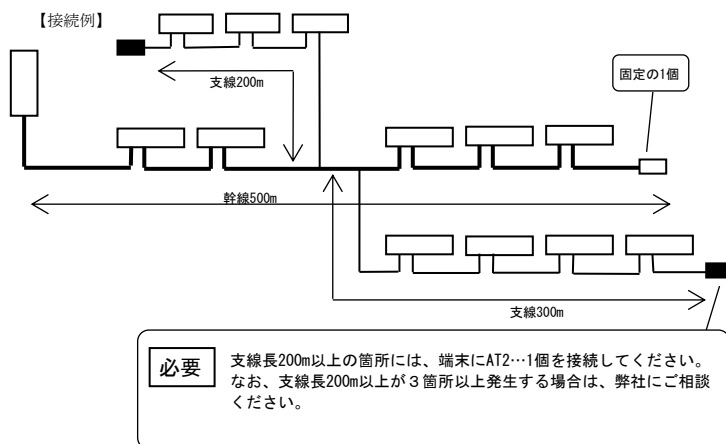 【接続例】
支線200m
固定の1個
幹線500m
支線300m
必要
支線長200m以上の箇所には、端末にAT2…1個を接続してください。
なお、支線長200m以上が３箇所以上発生する場合は、弊社にご相談
ください。